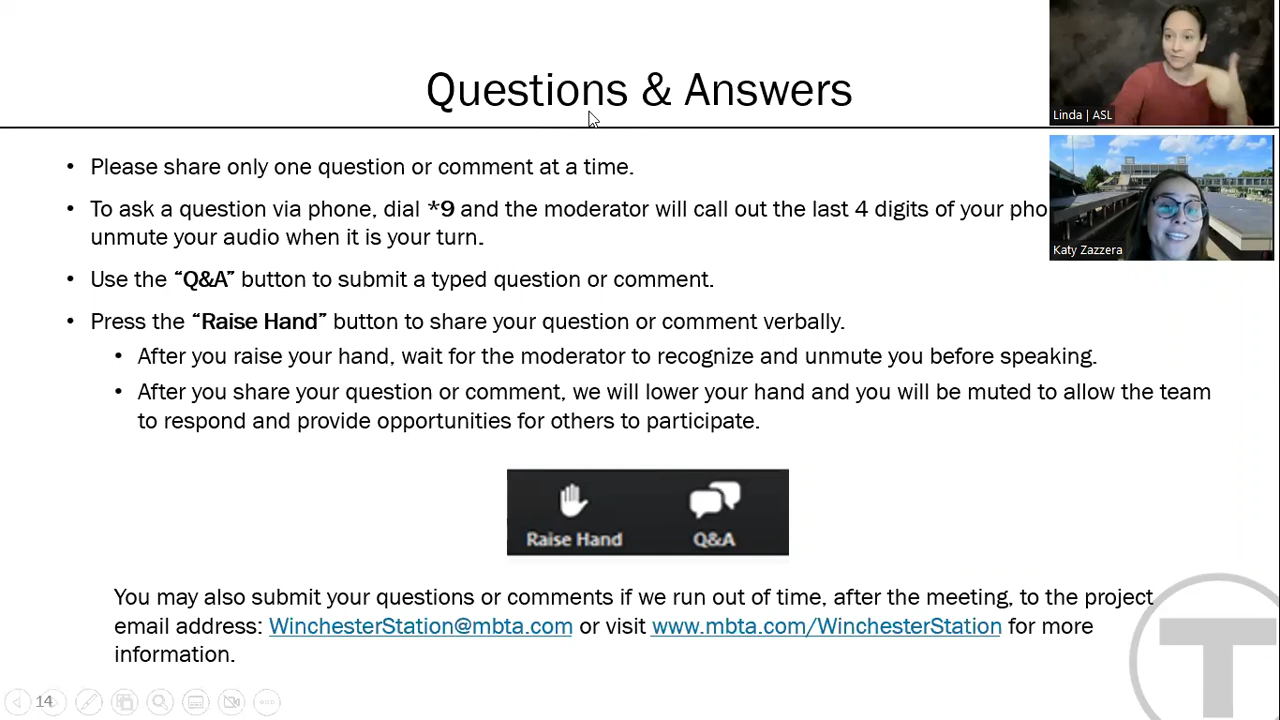 Questions & Answers
Linda | ASL
• Please share only one question or comment at a time.
• To ask a question via phone, dial *9 and the moderator will call out the last 4 digits of your pho
unmute your audio when it is your turn.
Katy Zazzera
• Use the “Q&A” button to submit a typed question or comment.
• Press the “Raise Hand” button to share your question or comment verbally.
• After you raise your hand, wait for the moderator to recognize and unmute you before speaking.
• After you share your question or comment, we will lower your hand and you will be muted to allow the team
to respond and provide opportunities for others to participate.
Raise Hand
Q&A
You may also submit your questions or comments if we run out of time, after the meeting, to the project
email address: WinchesterStation@mbta.com or visit www.mbta.com/WinchesterStation for more
information.
T
14